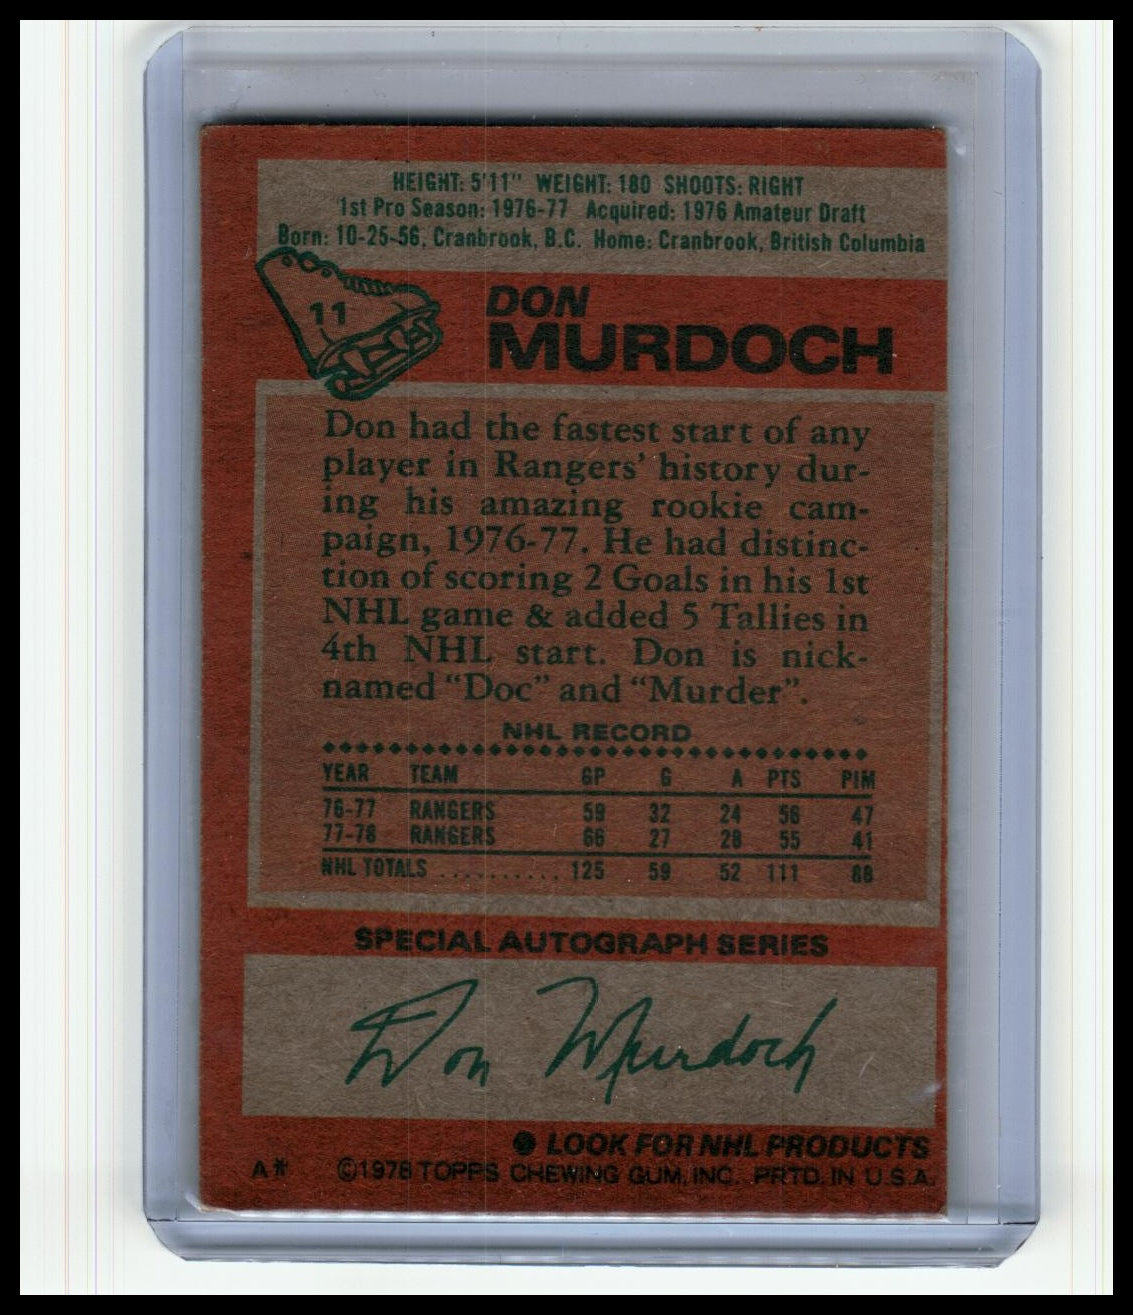 HEIGHT: 5'11" WEIGHT: 180 SHOOTS: RIGHT
1st Pro Season: 1976-77 Acquired: 1976 Amateur Draft
Born: 10-25-56, Cranbrook, B.C. Home: Cranbrook, British Columbia
11
DON
MURDOCH
Don had the fastest start of any
player in Rangers' history dur-
ing his amazing rookie cam-
paign, 1976-77. He had distinc-
tion of scoring 2 Goals in his 1st
NHL game & added 5 Tallies in
4th NHL start. Don is nick-
named "Doc" and "Murder".
NHL RECORD
YEAR TEAM GP G A PTS PIM
76-77 RANGERS 59 32 24 56 47
77-78 RANGERS 66 27 28 55 41
NHL TOTALS .......... 125 59 52 111 88
SPECIAL AUTOGRAPH SERIES
Don Murdoch
LOOK FOR NHL PRODUCTS
A* ©1978 TOPPS CHEWING GUM, INC. PRTD. IN U.S.A.